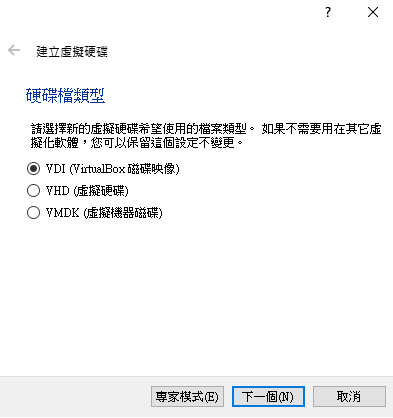 ?
建立虛擬硬碟
硬碟檔類型
請選擇新的虛擬硬碟希望使用的檔案類型。 如果不需要用在其它虛
擬化軟體，您可以保留這個設定不變更。
VDI (VirtualBox 磁碟映像)
VHD (虛擬硬碟)
VMDK (虛擬機器磁碟)
專家模式(E) 下一個(N) 取消